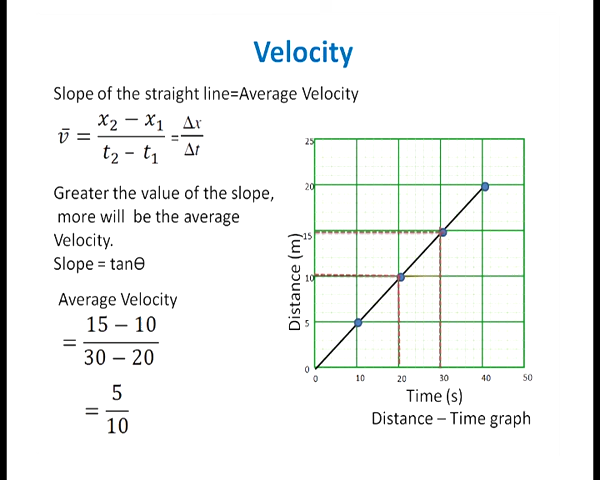 Velocity
Slope of the straight line=Average Velocity
v̄ = x₂ − x₁ / t₂ − t₁ = Δx / Δt
Greater the value of the slope,
more will be the average
Velocity.
Slope = tanΘ
Average Velocity
= 15 − 10 / 30 − 20
= 5 / 10
Distance (m)
25
20
15
10
5
0
0 10 20 30 40 50
Time (s)
Distance – Time graph